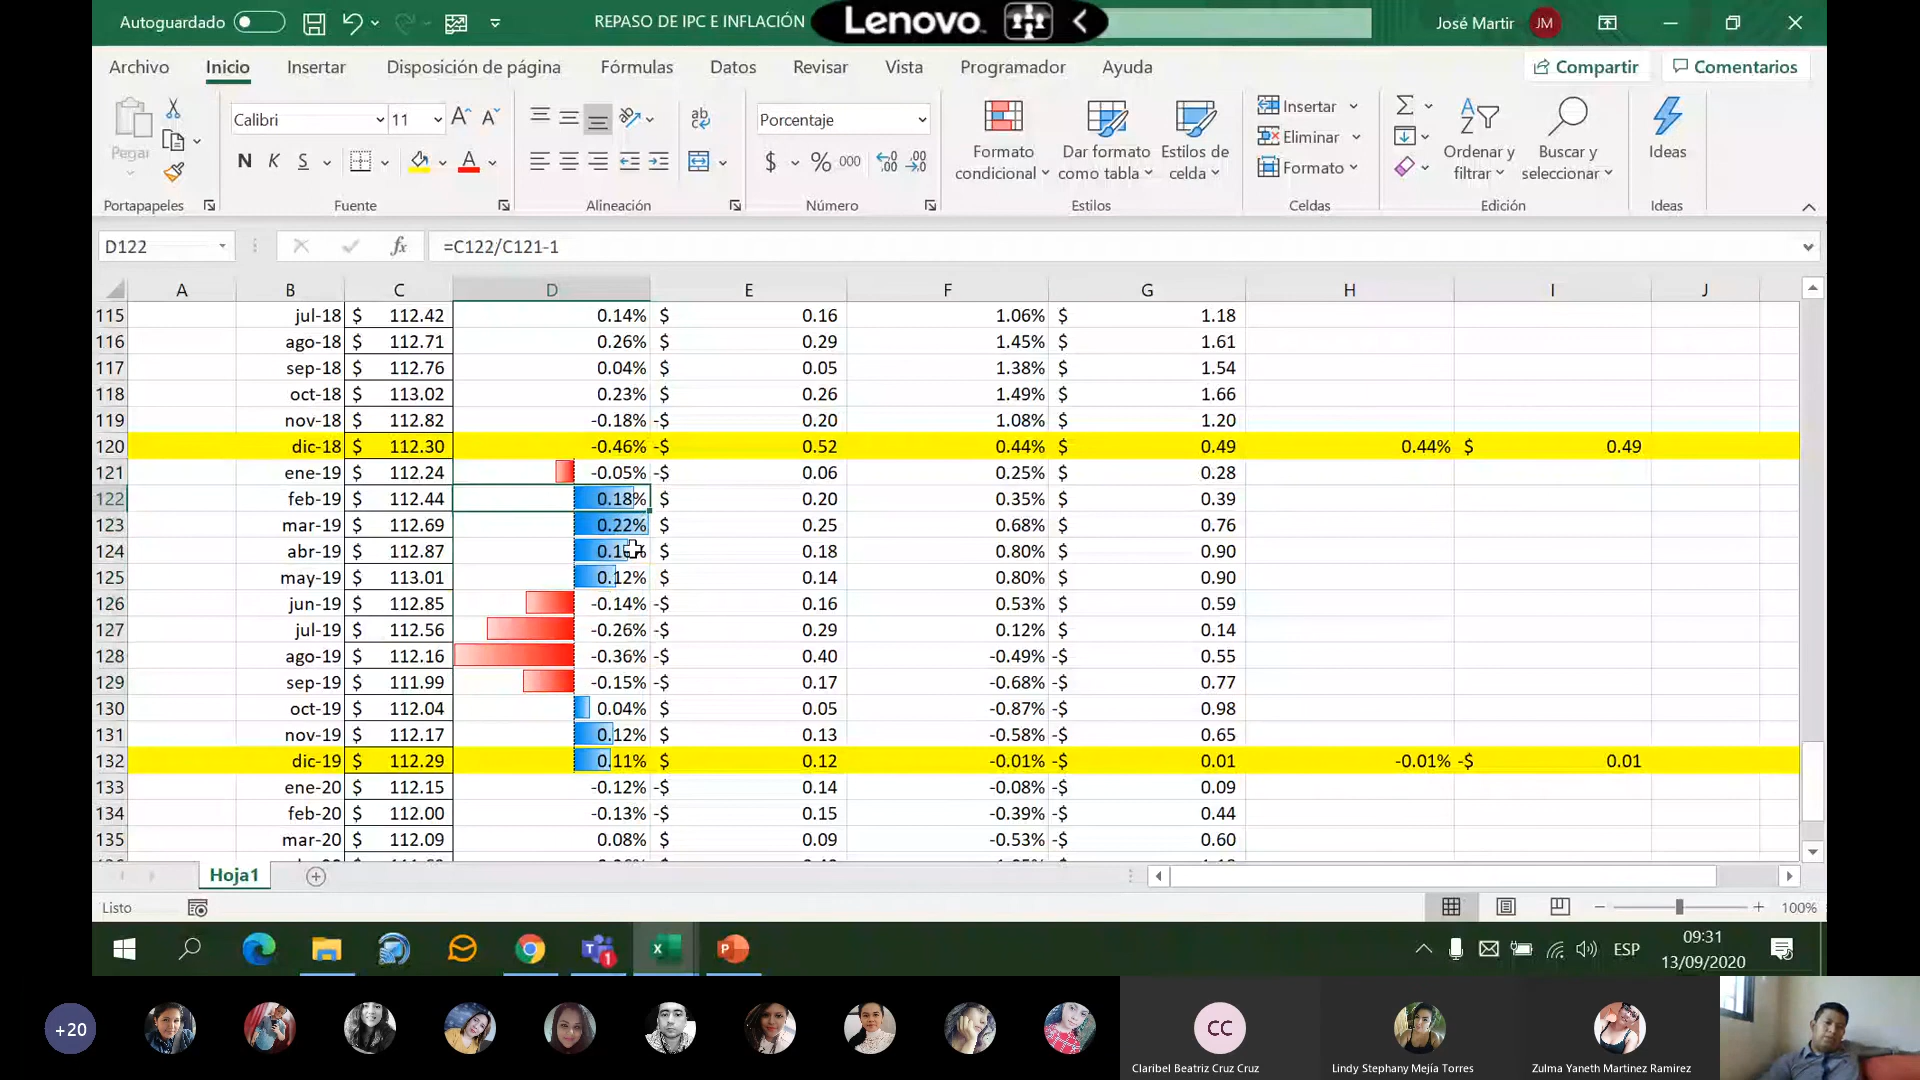 Autoguardado
REPASO DE IPC E INFLACIÓN
Lenovo
José Martir JM
Archivo Inicio Insertar Disposición de página Fórmulas Datos Revisar Vista Programador Ayuda Compartir Comentarios
Pegar
Calibri 11
Porcentaje
N K S
$ % 000
Formato condicional
Dar formato como tabla
Estilos de celda
Insertar
Eliminar
Formato
Ordenar y filtrar
Buscar y seleccionar
Ideas
Portapapeles Fuente Alineación Número Estilos Celdas Edición Ideas
D122 fx =C122/C121-1
A B C D E F G H I J
115 jul-18 $ 112.42 0.14% $ 0.16 1.06% $ 1.18
116 ago-18 $ 112.71 0.26% $ 0.29 1.45% $ 1.61
117 sep-18 $ 112.76 0.04% $ 0.05 1.38% $ 1.54
118 oct-18 $ 113.02 0.23% $ 0.26 1.49% $ 1.66
119 nov-18 $ 112.82 -0.18% -$ 0.20 1.08% $ 1.20
120 dic-18 $ 112.30 -0.46% -$ 0.52 0.44% $ 0.49 0.44% $ 0.49
121 ene-19 $ 112.24 -0.05% -$ 0.06 0.25% $ 0.28
122 feb-19 $ 112.44 0.18% $ 0.20 0.35% $ 0.39
123 mar-19 $ 112.69 0.22% $ 0.25 0.68% $ 0.76
124 abr-19 $ 112.87 $ 0.18 0.80% $ 0.90
125 may-19 $ 113.01 0.12% $ 0.14 0.80% $ 0.90
126 jun-19 $ 112.85 -0.14% -$ 0.16 0.53% $ 0.59
127 jul-19 $ 112.56 -0.26% -$ 0.29 0.12% $ 0.14
128 ago-19 $ 112.16 -0.36% -$ 0.40 -0.49% -$ 0.55
129 sep-19 $ 111.99 -0.15% -$ 0.17 -0.68% -$ 0.77
130 oct-19 $ 112.04 0.04% $ 0.05 -0.87% -$ 0.98
131 nov-19 $ 112.17 0.12% $ 0.13 -0.58% -$ 0.65
132 dic-19 $ 112.29 0.11% $ 0.12 -0.01% -$ 0.01 -0.01% -$ 0.01
133 ene-20 $ 112.15 -0.12% -$ 0.14 -0.08% -$ 0.09
134 feb-20 $ 112.00 -0.13% -$ 0.15 -0.39% -$ 0.44
135 mar-20 $ 112.09 0.08% $ 0.09 -0.53% -$ 0.60
Hoja1
Listo
100%
ESP
09:31
13/09/2020
+20
CC
Claribel Beatriz Cruz Cruz
Lindy Stephany Mejía Torres
Zulma Yaneth Martinez Ramirez